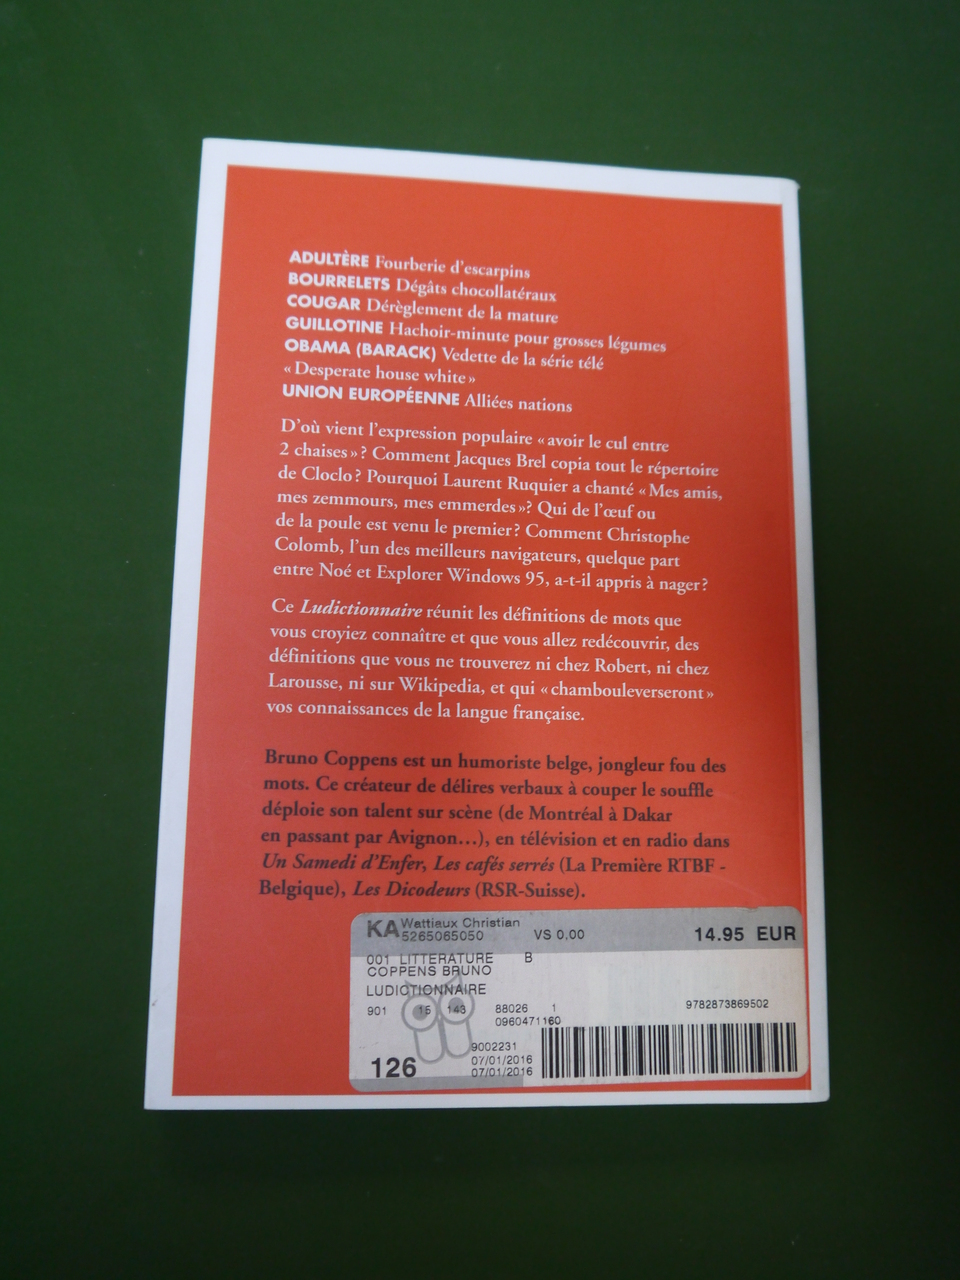 ADULTÈRE Fourberie d'escarpins
BOURRELETS Dégâts chocollatéraux
COUGAR Dérèglement de la mature
GUILLOTINE Hachoir-minute pour grosses légumes
OBAMA (BARACK) Vedette de la série télé
« Desperate house white »
UNION EUROPÉENNE Alliées nations
D'où vient l'expression populaire « avoir le cul entre
2 chaises » ? Comment Jacques Brel copia tout le répertoire
de Cloclo ? Pourquoi Laurent Ruquier a chanté « Mes amis,
mes zemmours, mes emmerdes » ? Qui de l'œuf ou
de la poule est venu le premier ? Comment Christophe
Colomb, l'un des meilleurs navigateurs, quelque part
entre Noé et Explorer Windows 95, a-t-il appris à nager ?
Ce Ludictionnaire réunit les définitions de mots que
vous croyiez connaître et que vous allez redécouvrir, des
définitions que vous ne trouverez ni chez Robert, ni chez
Larousse, ni sur Wikipedia, et qui « chambouleverseront »
vos connaissances de la langue française.
Bruno Coppens est un humoriste belge, jongleur fou des
mots. Ce créateur de délires verbaux à couper le souffle
déploie son talent sur scène (de Montréal à Dakar
en passant par Avignon...), en télévision et en radio dans
Un Samedi d'Enfer, Les cafés serrés (La Première RTBF -
Belgique), Les Dicodeurs (RSR-Suisse).
KA Wattiaux Christian
5265065050 VS 0,00 14.95 EUR
001 LITTERATURE B
COPPENS BRUNO
LUDICTIONNAIRE
901 15 143 88026 1 9782873869502
0960471160
9002231
126 07/01/2016
07/01/2016